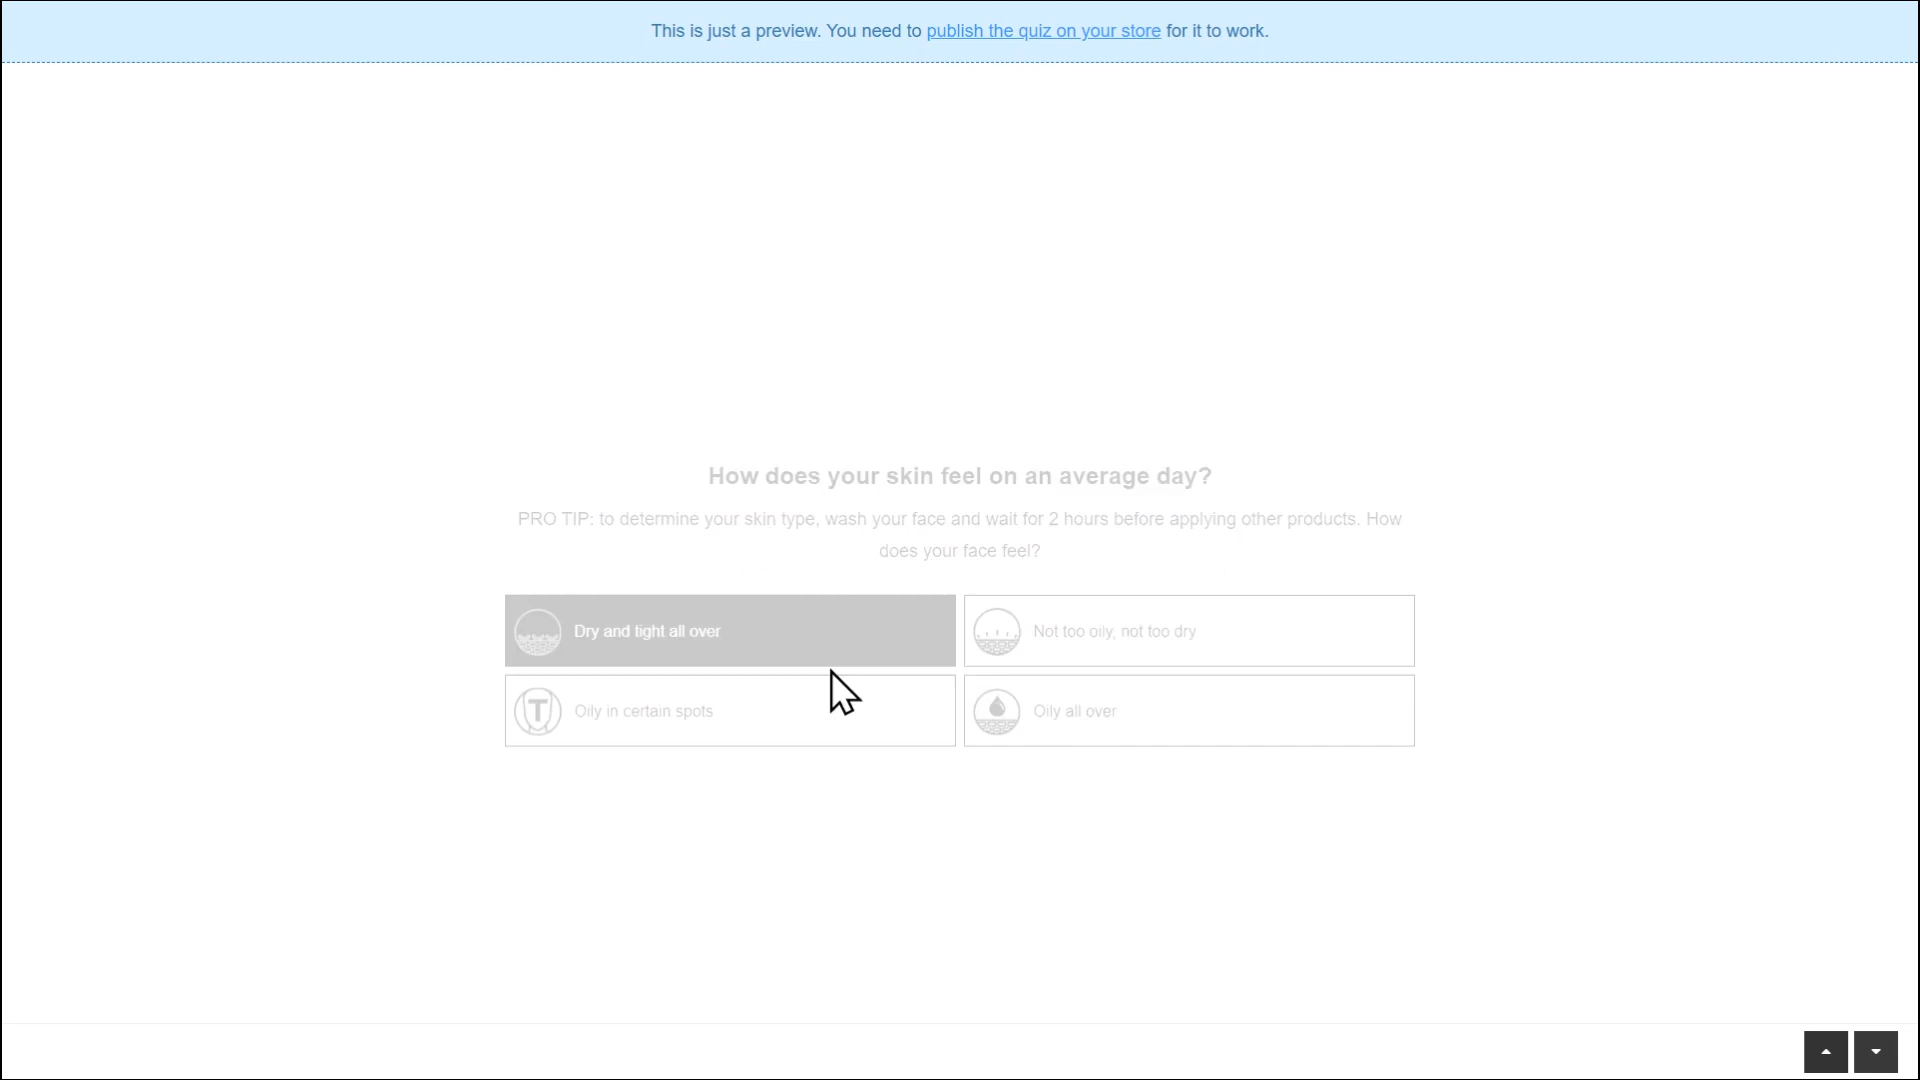 This is just a preview. You need to publish the quiz on your store for it to work.
How does your skin feel on an average day?
PRO TIP: to determine your skin type, wash your face and wait for 2 hours before applying other products. How
does your face feel?
Dry and tight all over
Not too oily, not too dry
T
Oily in certain spots
Oily all over